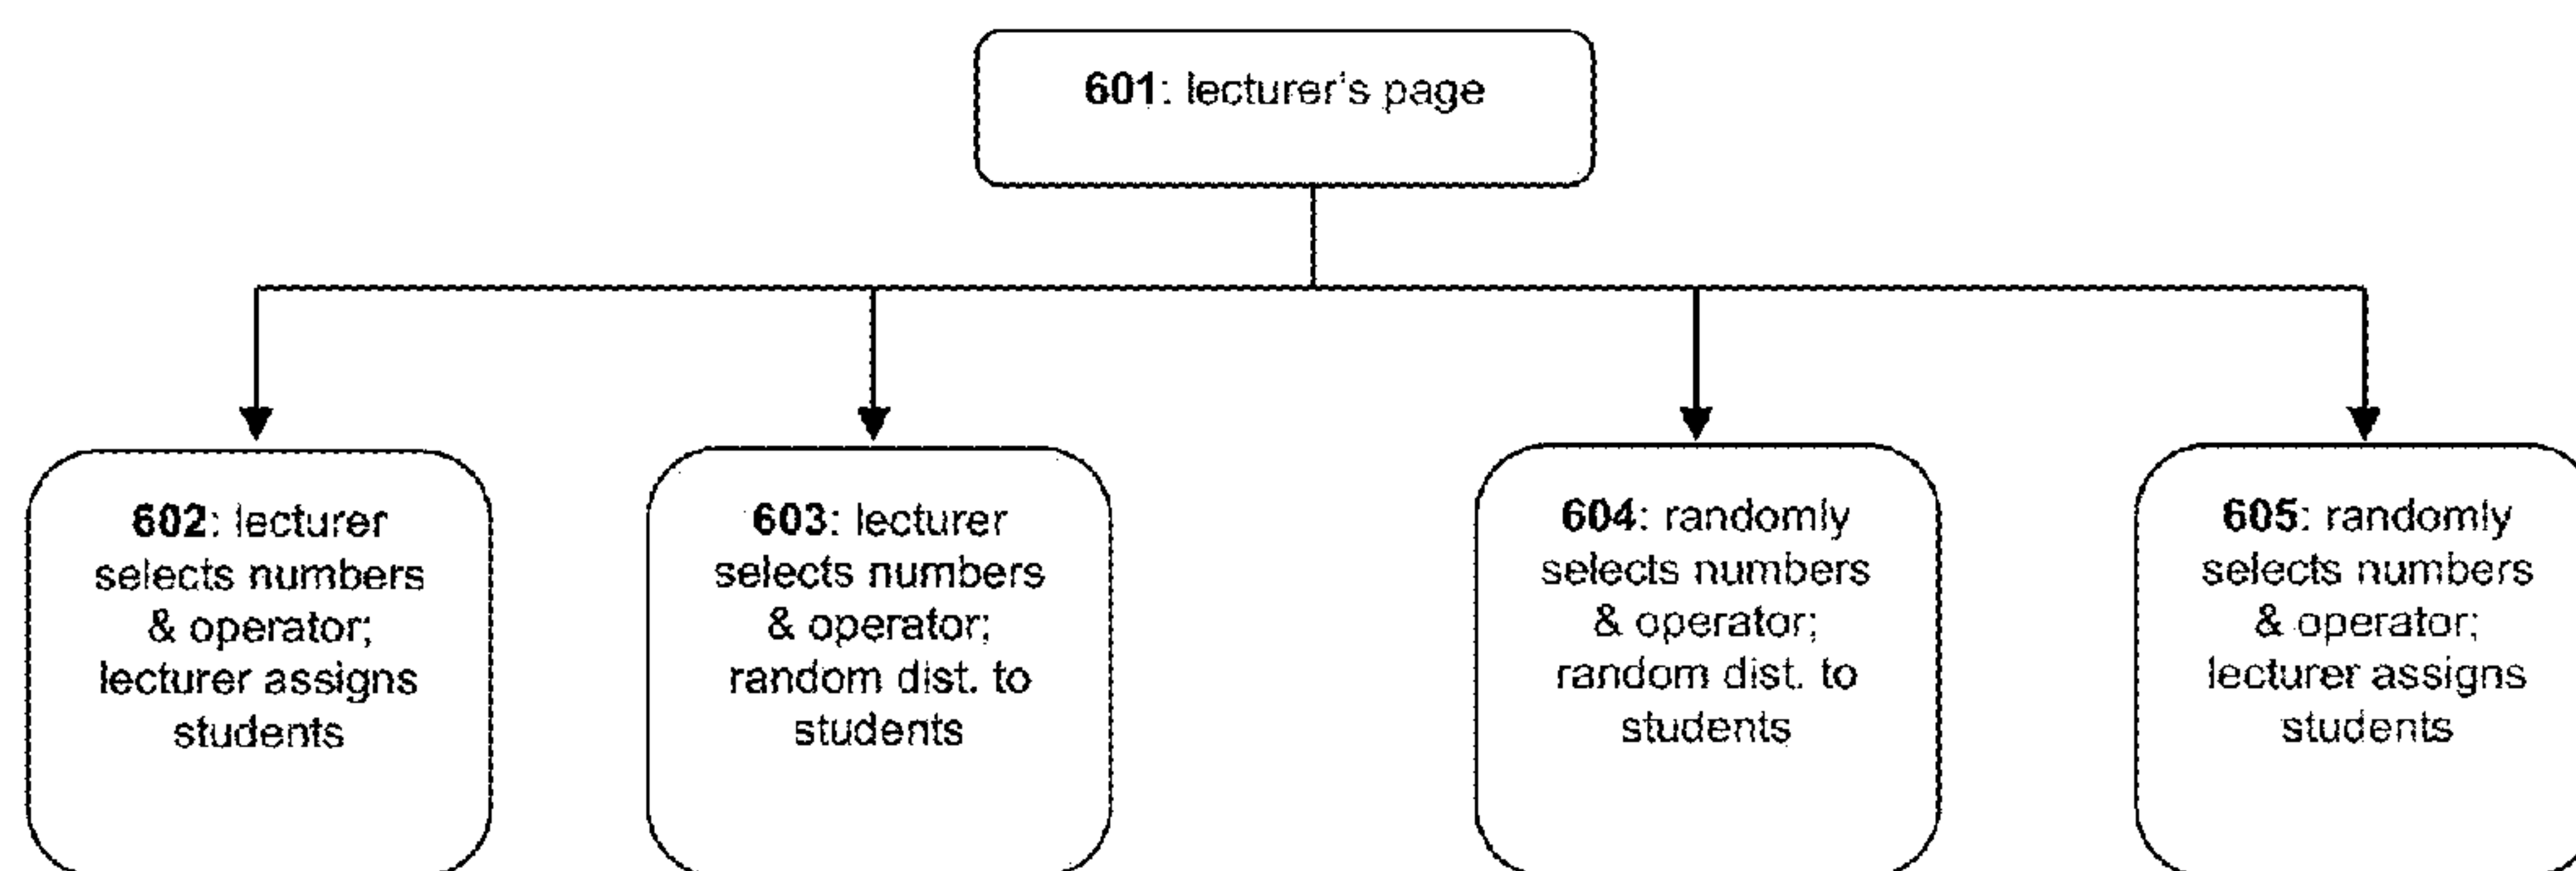 601: lecturer's page
602: lecturer
selects numbers
& operator;
lecturer assigns
students
603: lecturer
selects numbers
& operator;
random dist. to
students
604: randomly
selects numbers
& operator;
random dist. to
students
605: randomly
selects numbers
& operator;
lecturer assigns
students